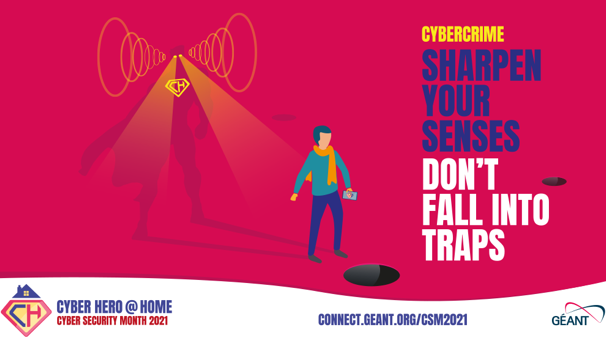 CYBERCRIME
SHARPEN
YOUR
SENSES
DON'T
FALL INTO
TRAPS
CH
CH
CYBER HERO @ HOME
CYBER SECURITY MONTH 2021
CONNECT.GEANT.ORG/CSM2021
GÉANT